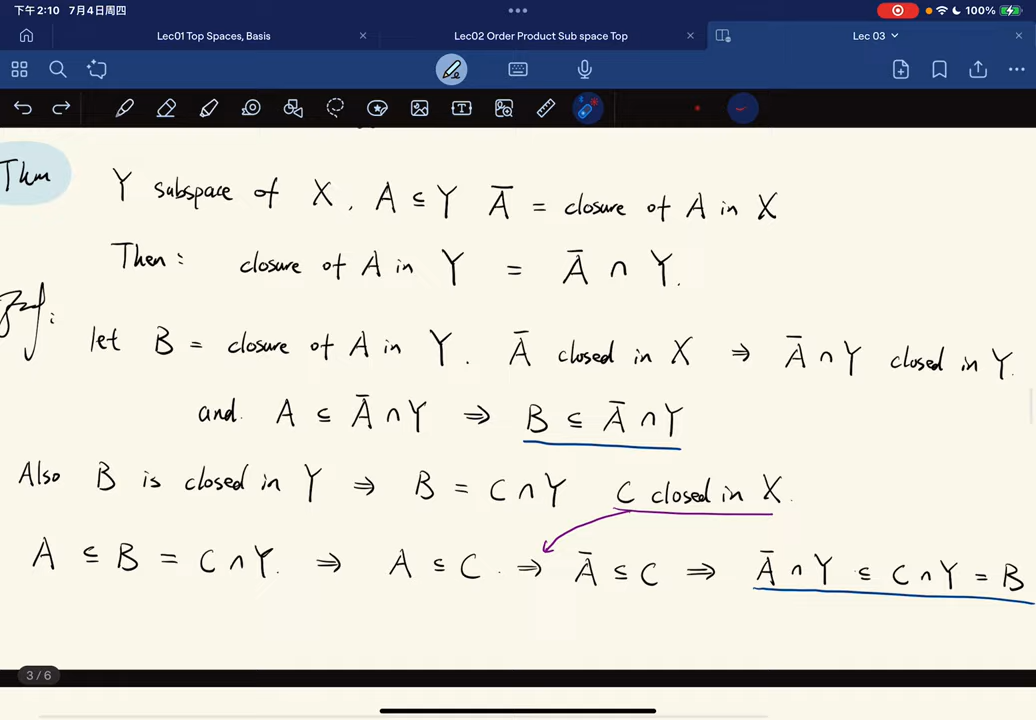 下午2:10 7月4日周四
100%
Lec01 Top Spaces, Basis
Lec02 Order Product Sub space Top
Lec 03
Thm Y subspace of X, A ⊆ Y Ā = closure of A in X
Then: closure of A in Y = Ā ∩ Y.
Prf: let B = closure of A in Y. Ā closed in X ⇒ Ā ∩ Y closed in Y.
and. A ⊆ Ā ∩ Y ⇒ B ⊆ Ā ∩ Y
Also B is closed in Y ⇒ B = C ∩ Y C closed in X.
A ⊆ B = C ∩ Y. ⇒ A ⊆ C. ⇒ Ā ⊆ C ⇒ Ā ∩ Y ⊆ C ∩ Y = B
3 / 6